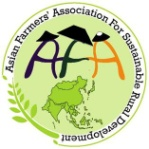 Asian Farmers' Association For Sustainable Rural Development
AFA